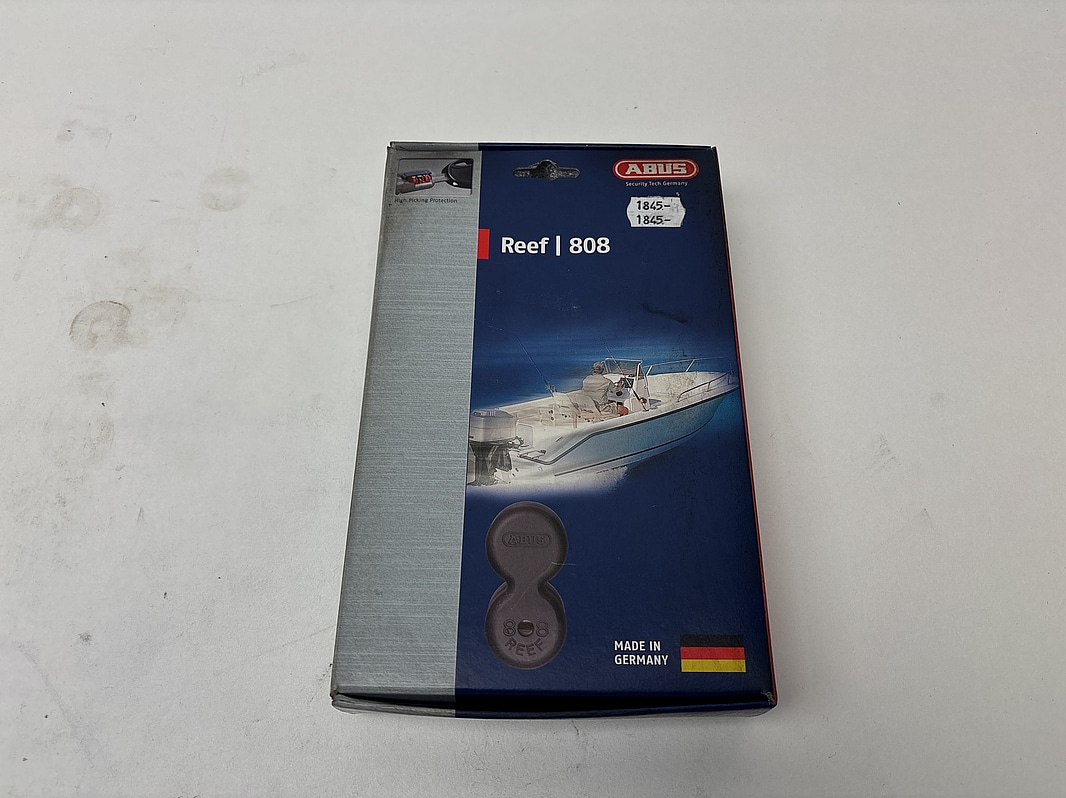 High Picking Protection
ABUS
Security Tech Germany
1845.-
1845.-
Reef | 808
ABUS
808
REEF
MADE IN
GERMANY